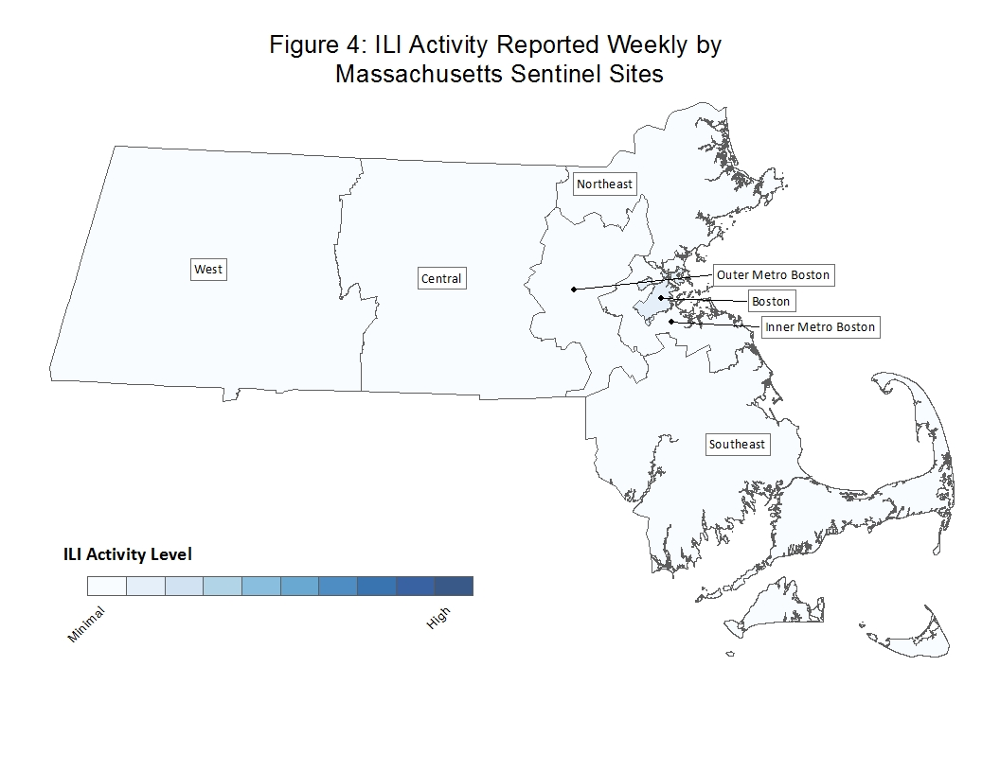 Figure 4: ILI Activity Reported Weekly by
Massachusetts Sentinel Sites
Northeast
West
Central
Outer Metro Boston
Boston
Inner Metro Boston
Southeast
ILI Activity Level
Minimal
High